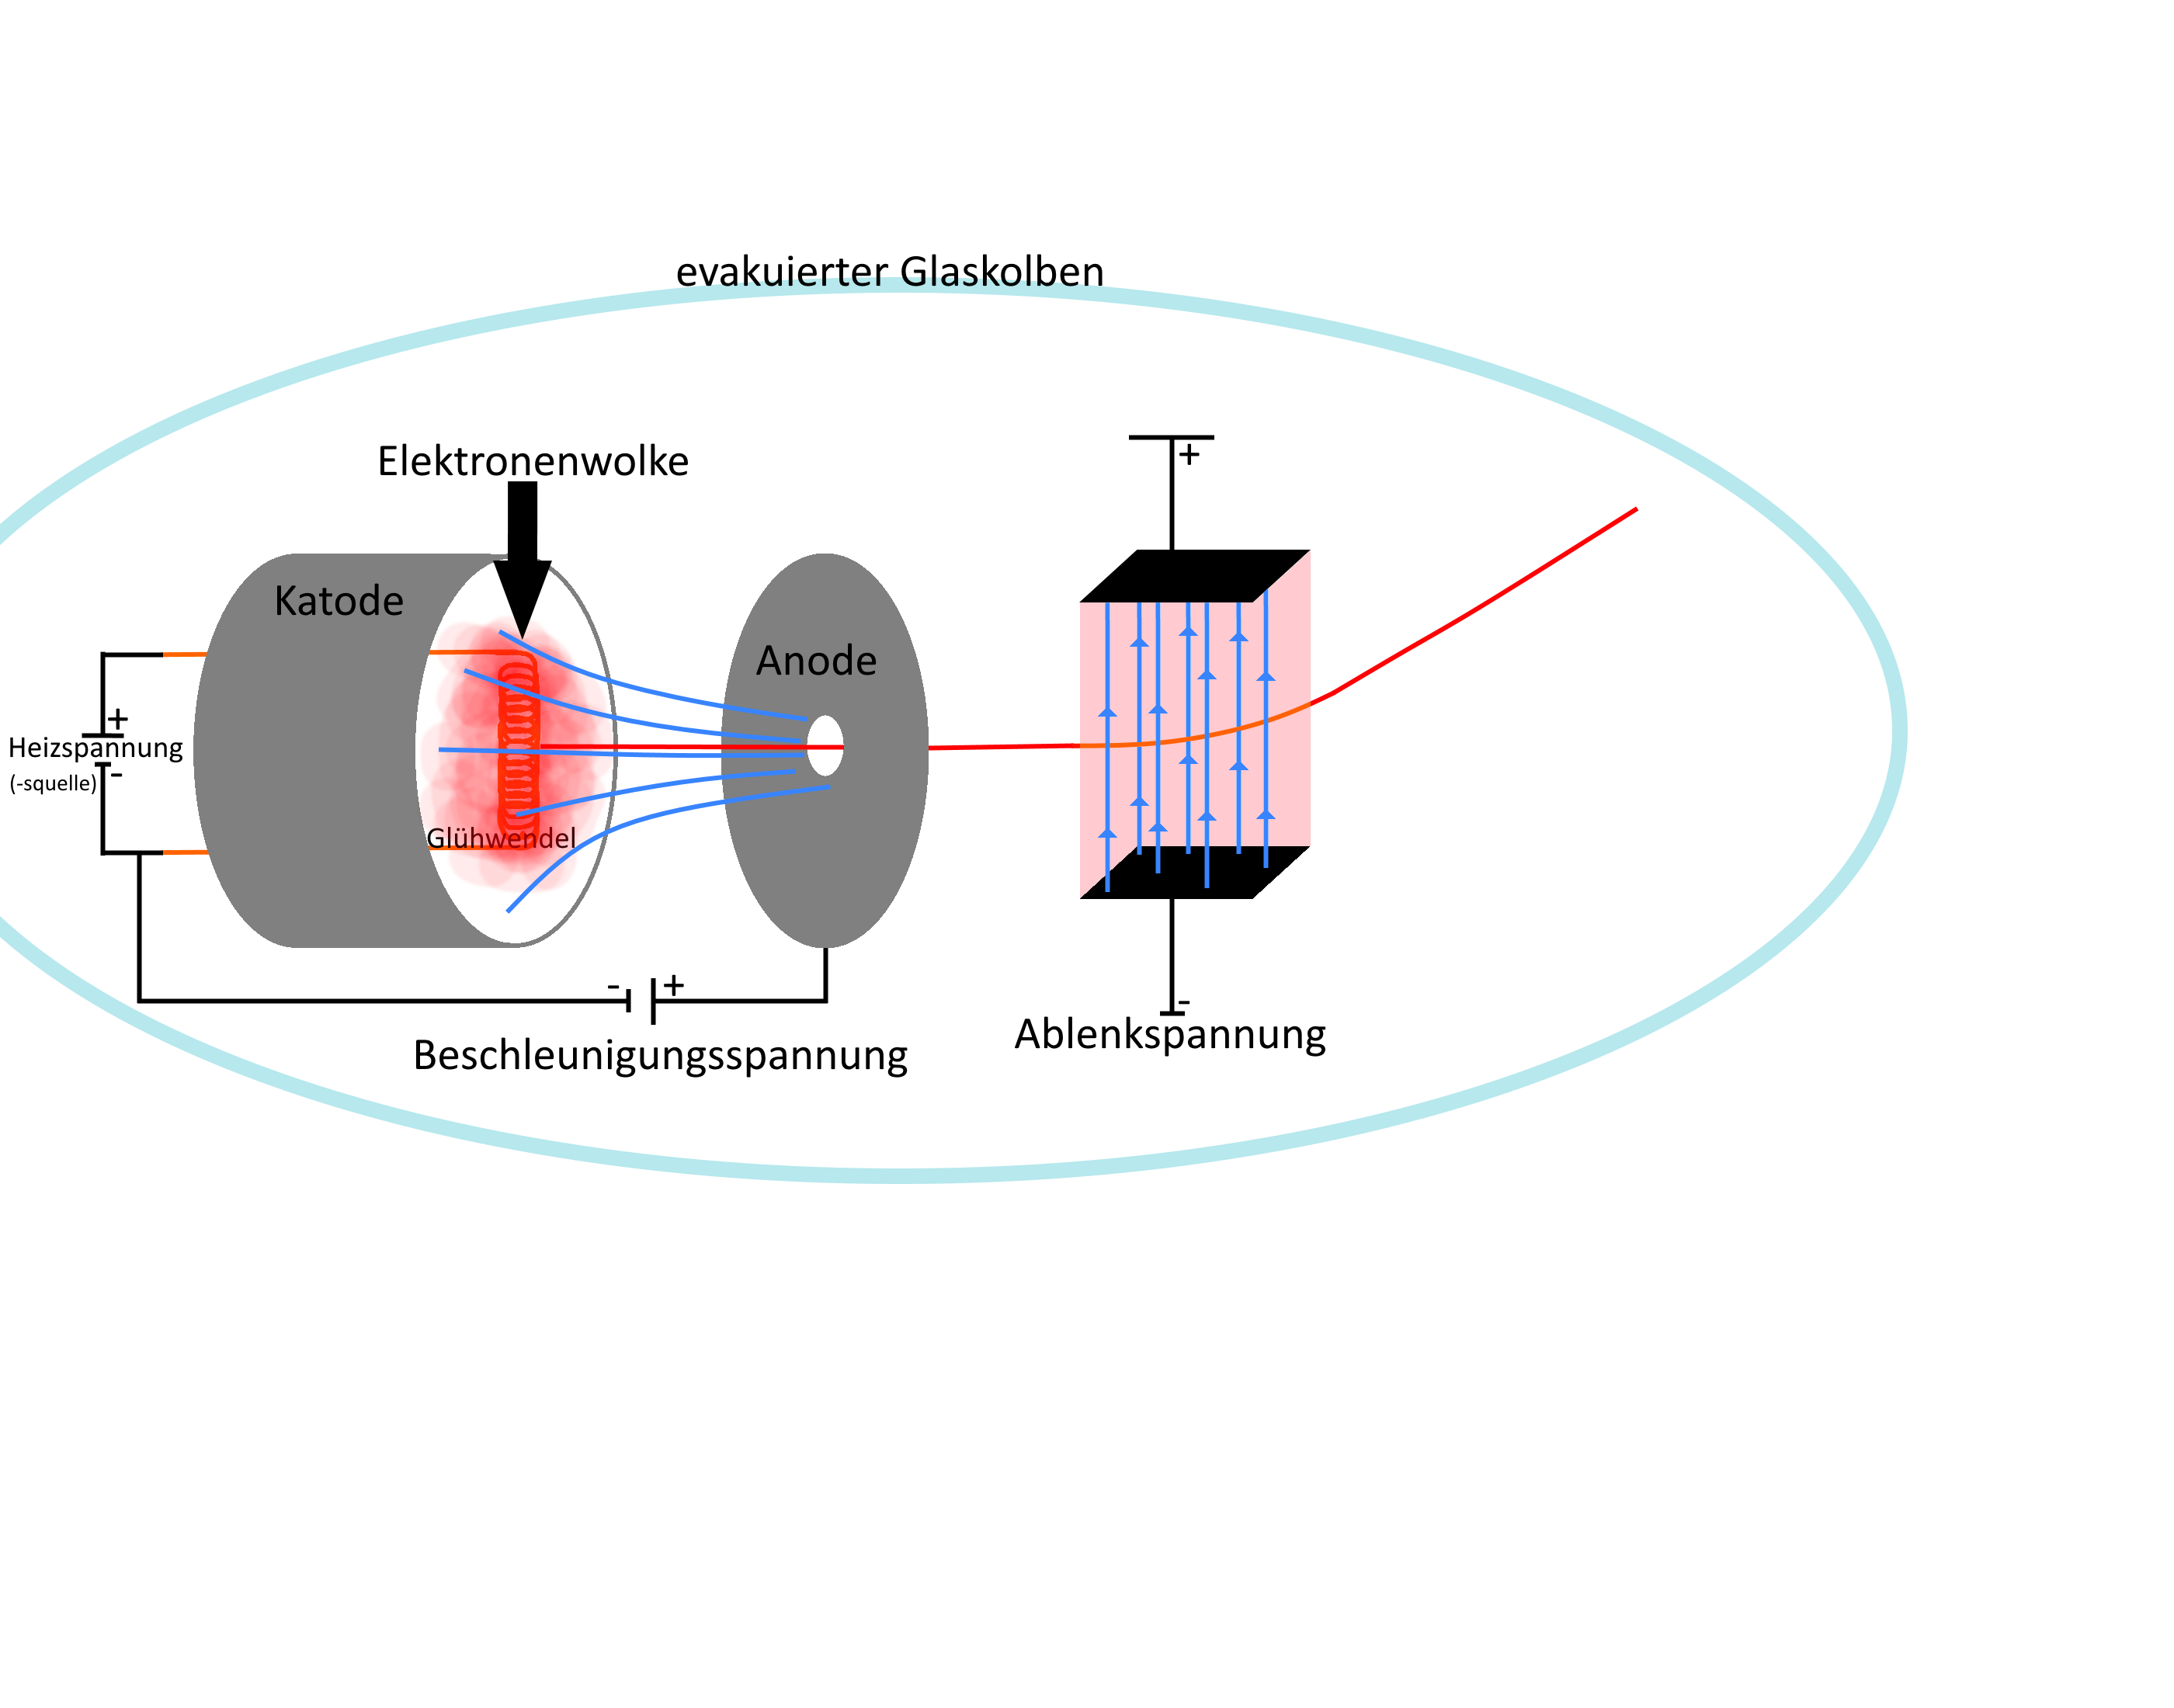 evakuierter Glaskolben
Elektronenwolke
+
Katode
Anode
+
Heizspannung
(-squelle)
-
Glühwendel
- +
Beschleunigungsspannung
-
Ablenkspannung